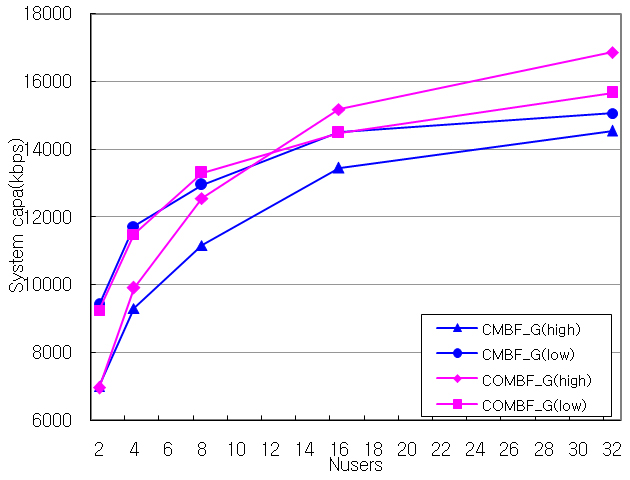 18000
16000
14000
12000
10000
8000
6000
System capa(kbps)
CMBF_G(high)
CMBF_G(low)
COMBF_G(high)
COMBF_G(low)
2 4 6 8 10 12 14 16 18 20 22 24 26 28 30 32
Nusers